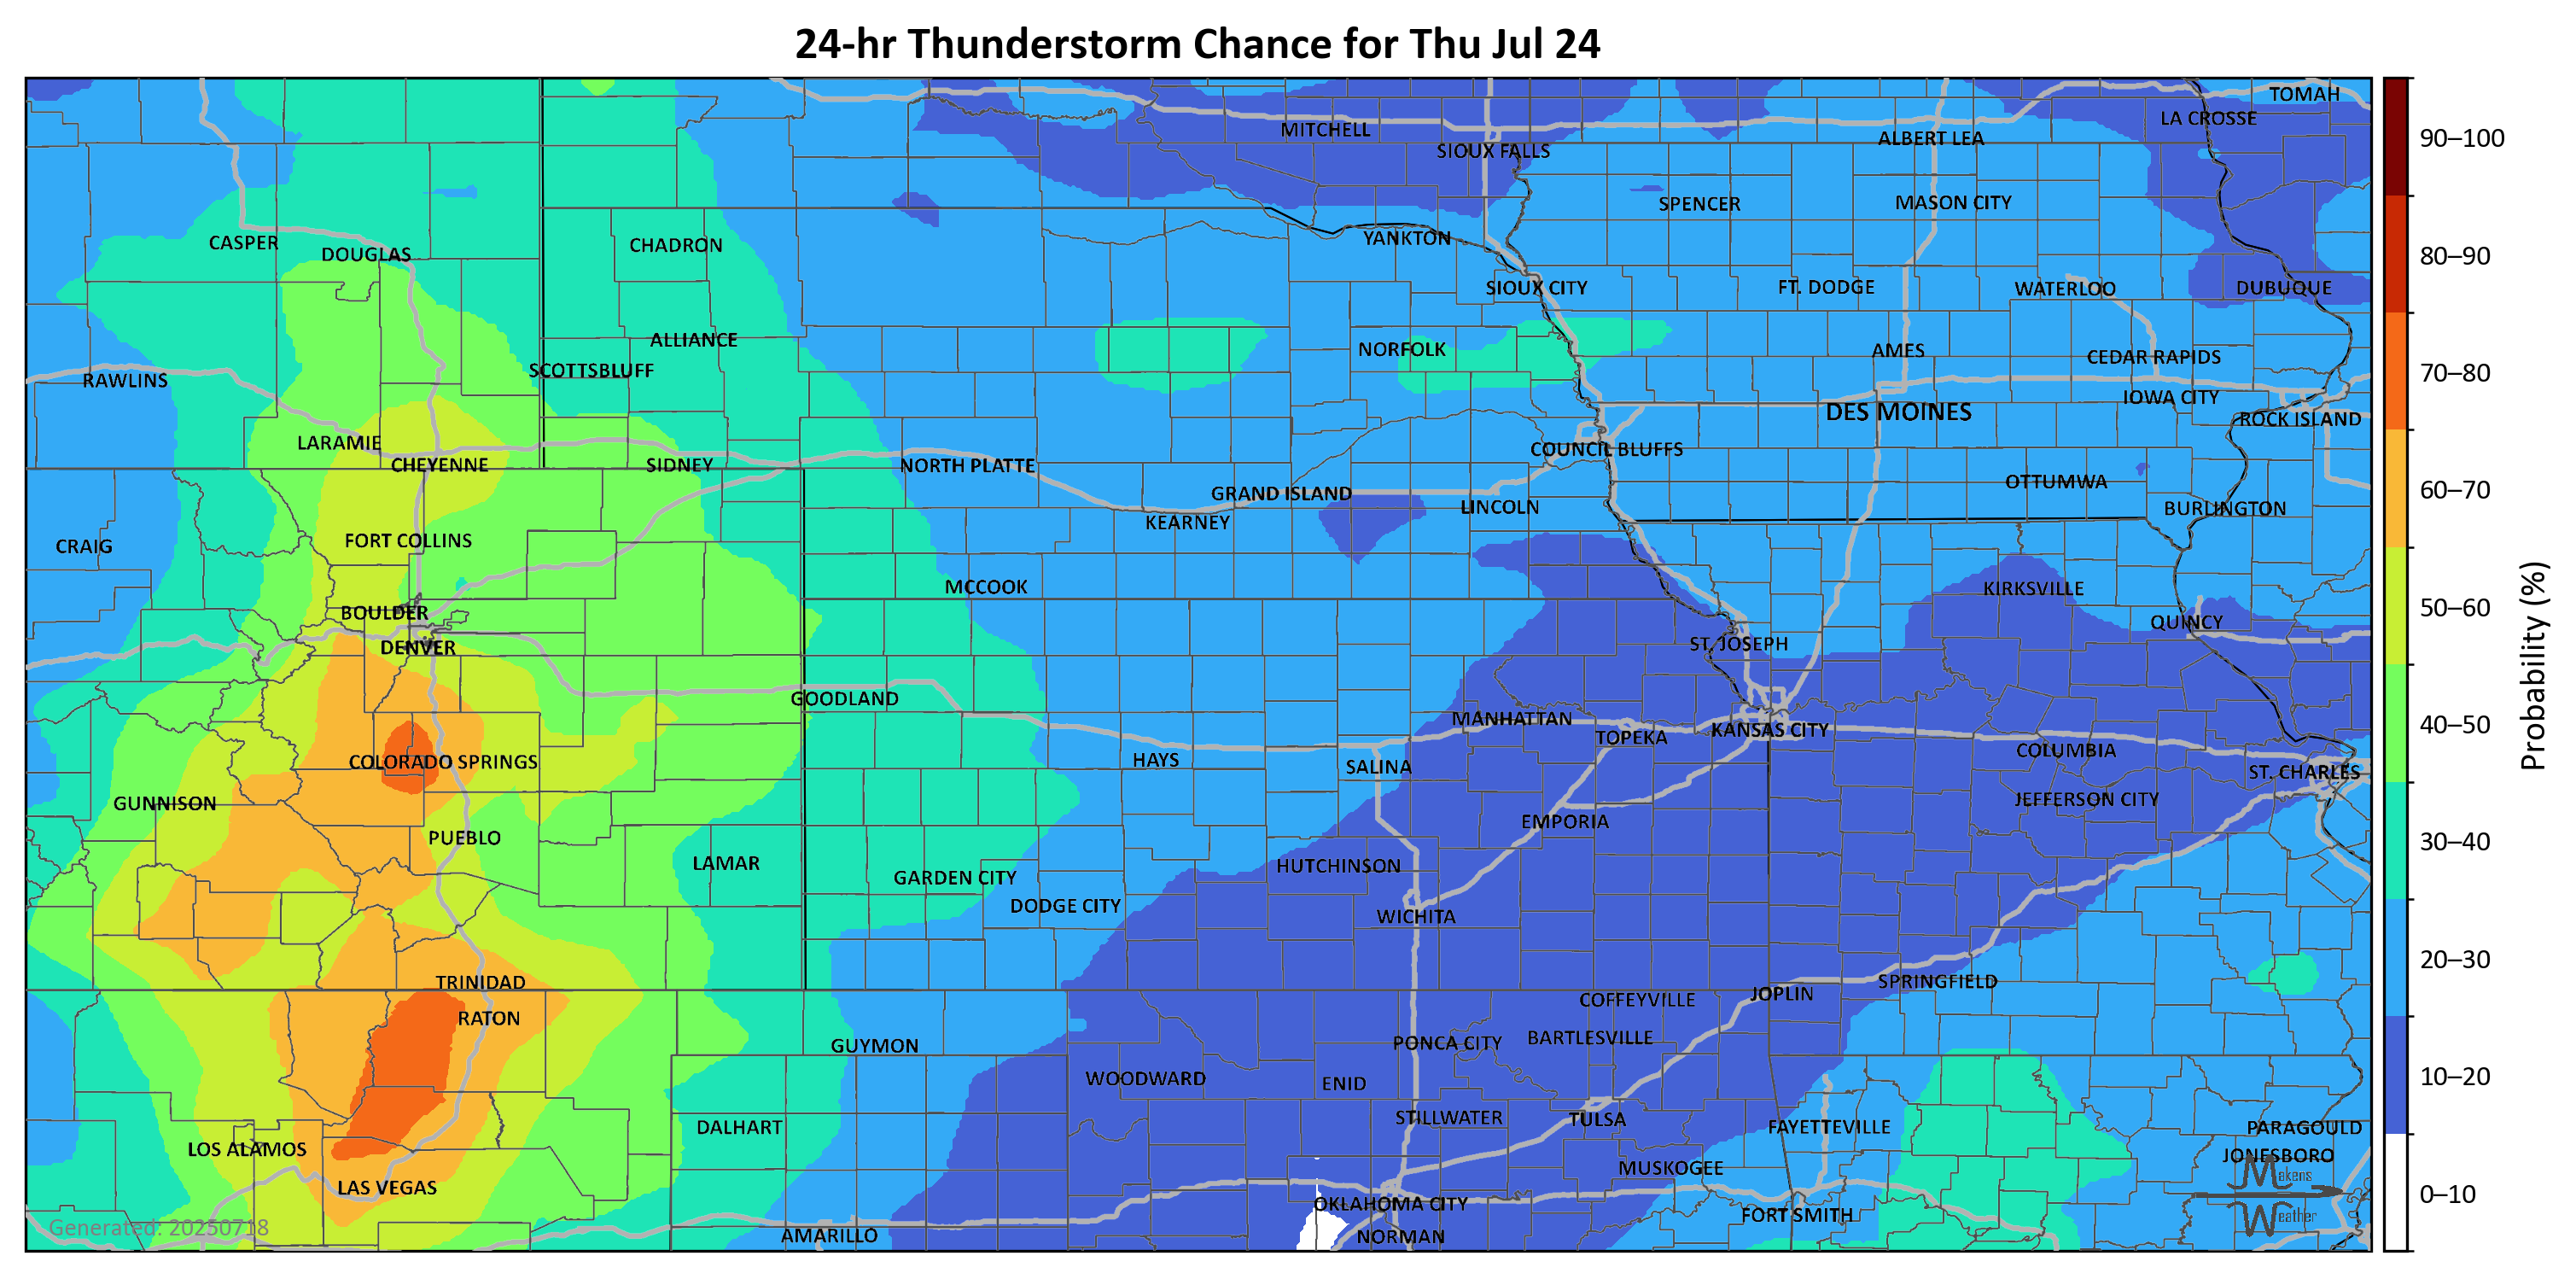 24-hr Thunderstorm Chance for Thu Jul 24
TOMAH
LA CROSSE
MITCHELL
ALBERT LEA
SIOUX FALLS
SPENCER
MASON CITY
YANKTON
CASPER
CHADRON
DOUGLAS
SIOUX CITY
FT. DODGE
WATERLOO
DUBUQUE
ALLIANCE
NORFOLK
AMES
CEDAR RAPIDS
SCOTTSBLUFF
RAWLINS
IOWA CITY
DES MOINES
ROCK ISLAND
LARAMIE
COUNCIL BLUFFS
CHEYENNE
SIDNEY
NORTH PLATTE
OTTUMWA
GRAND ISLAND
LINCOLN
BURLINGTON
KEARNEY
FORT COLLINS
CRAIG
MCCOOK
KIRKSVILLE
BOULDER
QUINCY
DENVER
ST. JOSEPH
GOODLAND
MANHATTAN
KANSAS CITY
TOPEKA
COLUMBIA
HAYS
COLORADO SPRINGS
SALINA
ST. CHARLES
GUNNISON
JEFFERSON CITY
EMPORIA
PUEBLO
LAMAR
HUTCHINSON
GARDEN CITY
DODGE CITY
WICHITA
TRINIDAD
SPRINGFIELD
JOPLIN
COFFEYVILLE
RATON
BARTLESVILLE
PONCA CITY
GUYMON
WOODWARD
ENID
STILLWATER
TULSA
DALHART
FAYETTEVILLE
PARAGOULD
LOS ALAMOS
JONESBORO
MUSKOGEE
LAS VEGAS
OKLAHOMA CITY
FORT SMITH
AMARILLO
NORMAN
Generated: 20250718
Makens
Weather
90–100
80–90
70–80
60–70
50–60
40–50
30–40
20–30
10–20
0–10
Probability (%)